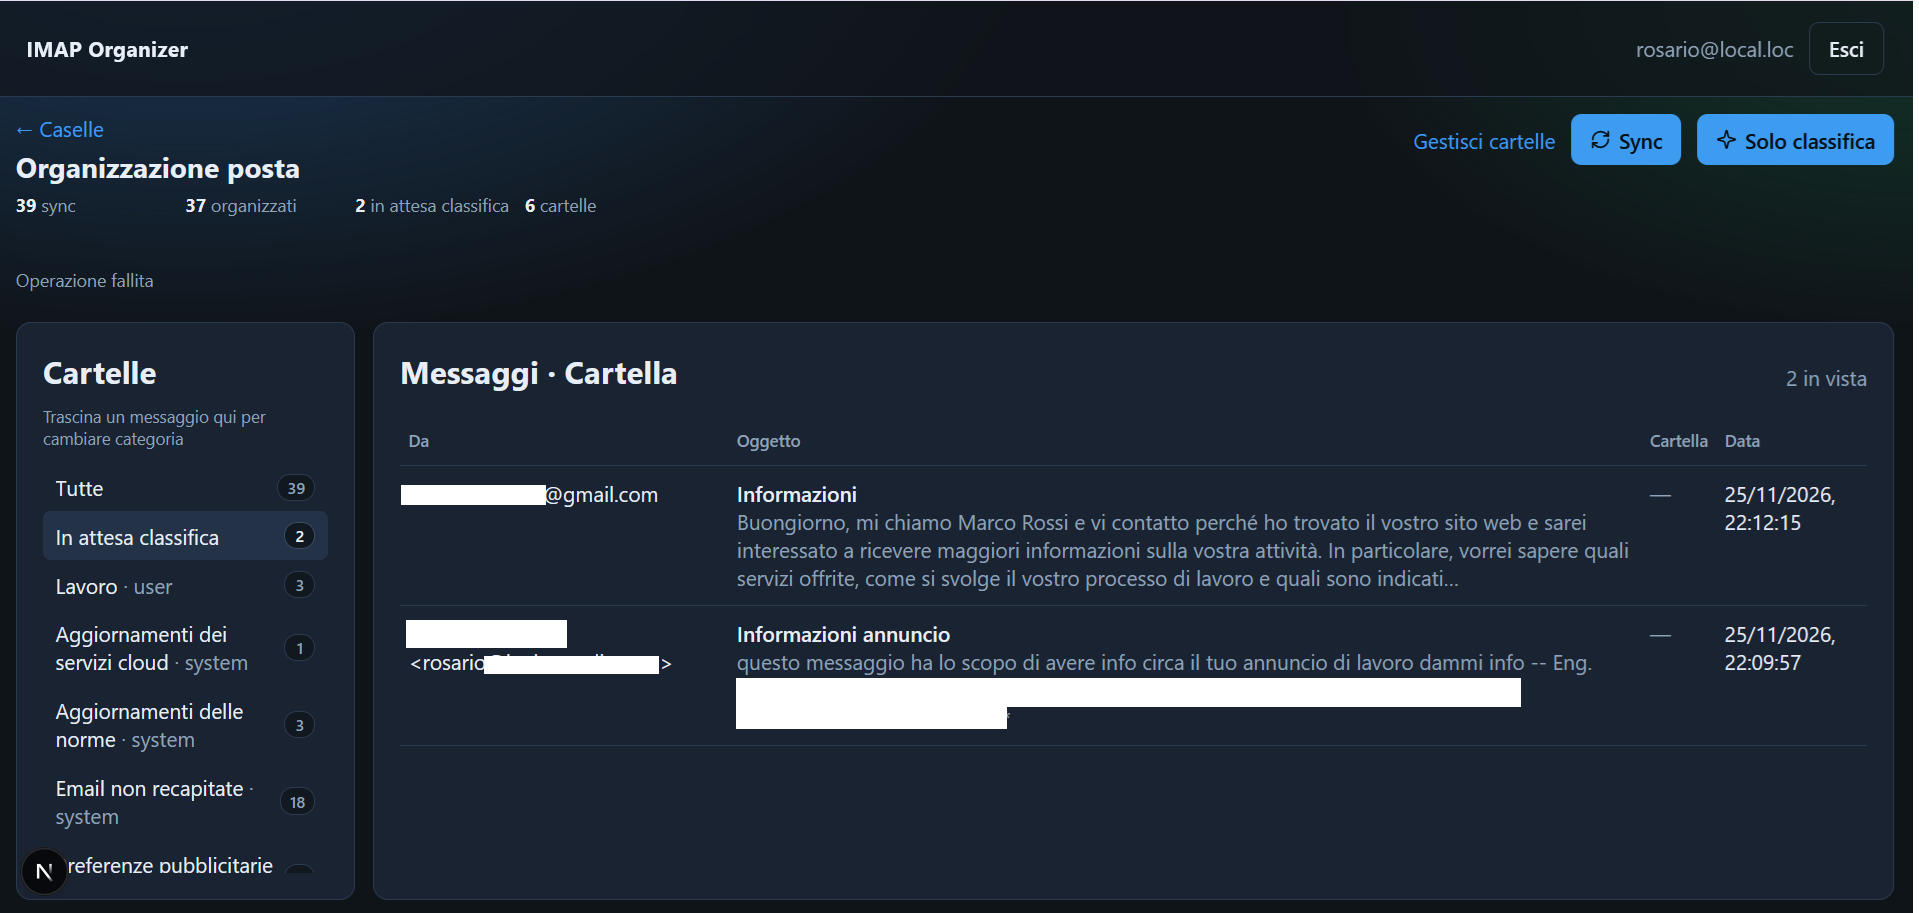 IMAP Organizer
rosario@local.loc
Esci
← Caselle
Gestisci cartelle
Sync
Solo classifica
Organizzazione posta
39 sync 37 organizzati 2 in attesa classifica 6 cartelle
Operazione fallita
Cartelle
Trascina un messaggio qui per
cambiare categoria
Tutte 39
In attesa classifica 2
Lavoro · user 3
Aggiornamenti dei
servizi cloud · system 1
Aggiornamenti delle
norme · system 3
Email non recapitate ·
system 18
referenze pubblicitarie
N
Messaggi · Cartella
2 in vista
Da Oggetto Cartella Data
@gmail.com
Informazioni
Buongiorno, mi chiamo Marco Rossi e vi contatto perché ho trovato il vostro sito web e sarei
interessato a ricevere maggiori informazioni sulla vostra attività. In particolare, vorrei sapere quali
servizi offrite, come si svolge il vostro processo di lavoro e quali sono indicati...
—
25/11/2026,
22:12:15
<rosario >
Informazioni annuncio
questo messaggio ha lo scopo di avere info circa il tuo annuncio di lavoro dammi info -- Eng.
—
25/11/2026,
22:09:57